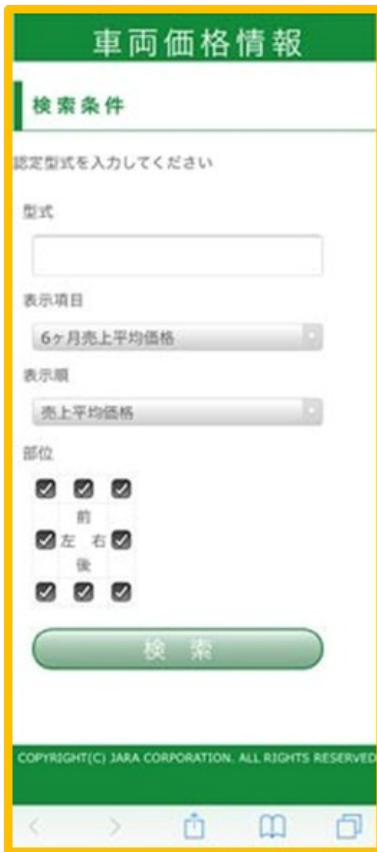 車両価格情報
検索条件
認定型式を入力してください
型式
表示項目
6ヶ月売上平均価格
表示順
売上平均価格
部位
前
左 右
後
検 索
COPYRIGHT(C) JARA CORPORATION. ALL RIGHTS RESERVED